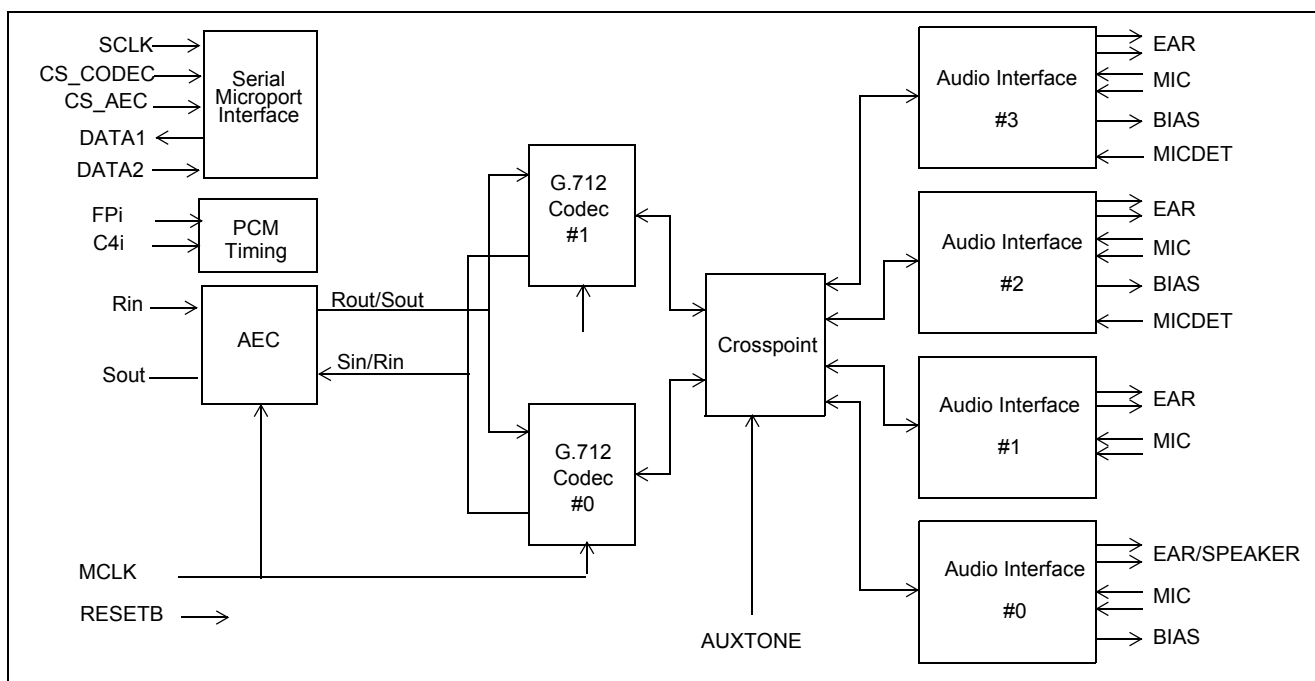 SCLK
CS_CODEC
CS_AEC
DATA1
DATA2
Serial
Microport
Interface
FPi
C4i
PCM
Timing
Rin
Sout
AEC
Rout/Sout
Sin/Rin
MCLK
RESETB
G.712
Codec
#1
G.712
Codec
#0
Crosspoint
AUXTONE
Audio Interface
#3
EAR
MIC
BIAS
MICDET
Audio Interface
#2
EAR
MIC
BIAS
MICDET
Audio Interface
#1
EAR
MIC
Audio Interface
#0
EAR/SPEAKER
MIC
BIAS